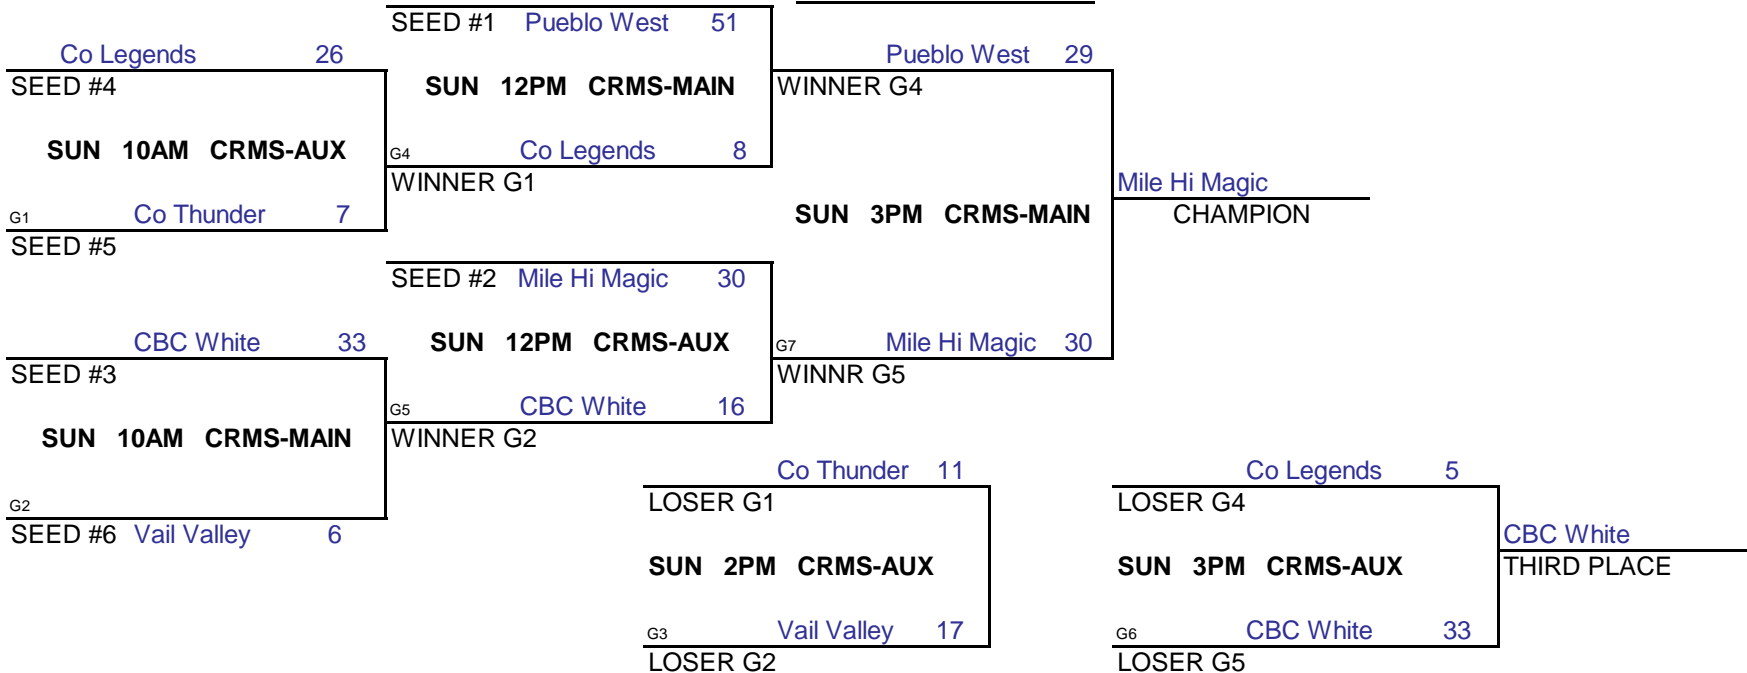 SEED #1 Pueblo West 51
Co Legends 26
Pueblo West 29
SEED #4
SUN 12PM CRMS-MAIN
WINNER G4
SUN 10AM CRMS-AUX
G4 Co Legends 8
WINNER G1
Mile Hi Magic
G1 Co Thunder 7
SUN 3PM CRMS-MAIN
CHAMPION
SEED #5
SEED #2 Mile Hi Magic 30
CBC White 33
SUN 12PM CRMS-AUX
G7 Mile Hi Magic 30
SEED #3
WINNR G5
G5 CBC White 16
SUN 10AM CRMS-MAIN
WINNER G2
Co Thunder 11
Co Legends 5
G2
LOSER G1
LOSER G4
SEED #6 Vail Valley 6
CBC White
SUN 2PM CRMS-AUX
SUN 3PM CRMS-AUX
THIRD PLACE
G3 Vail Valley 17
G6 CBC White 33
LOSER G2
LOSER G5